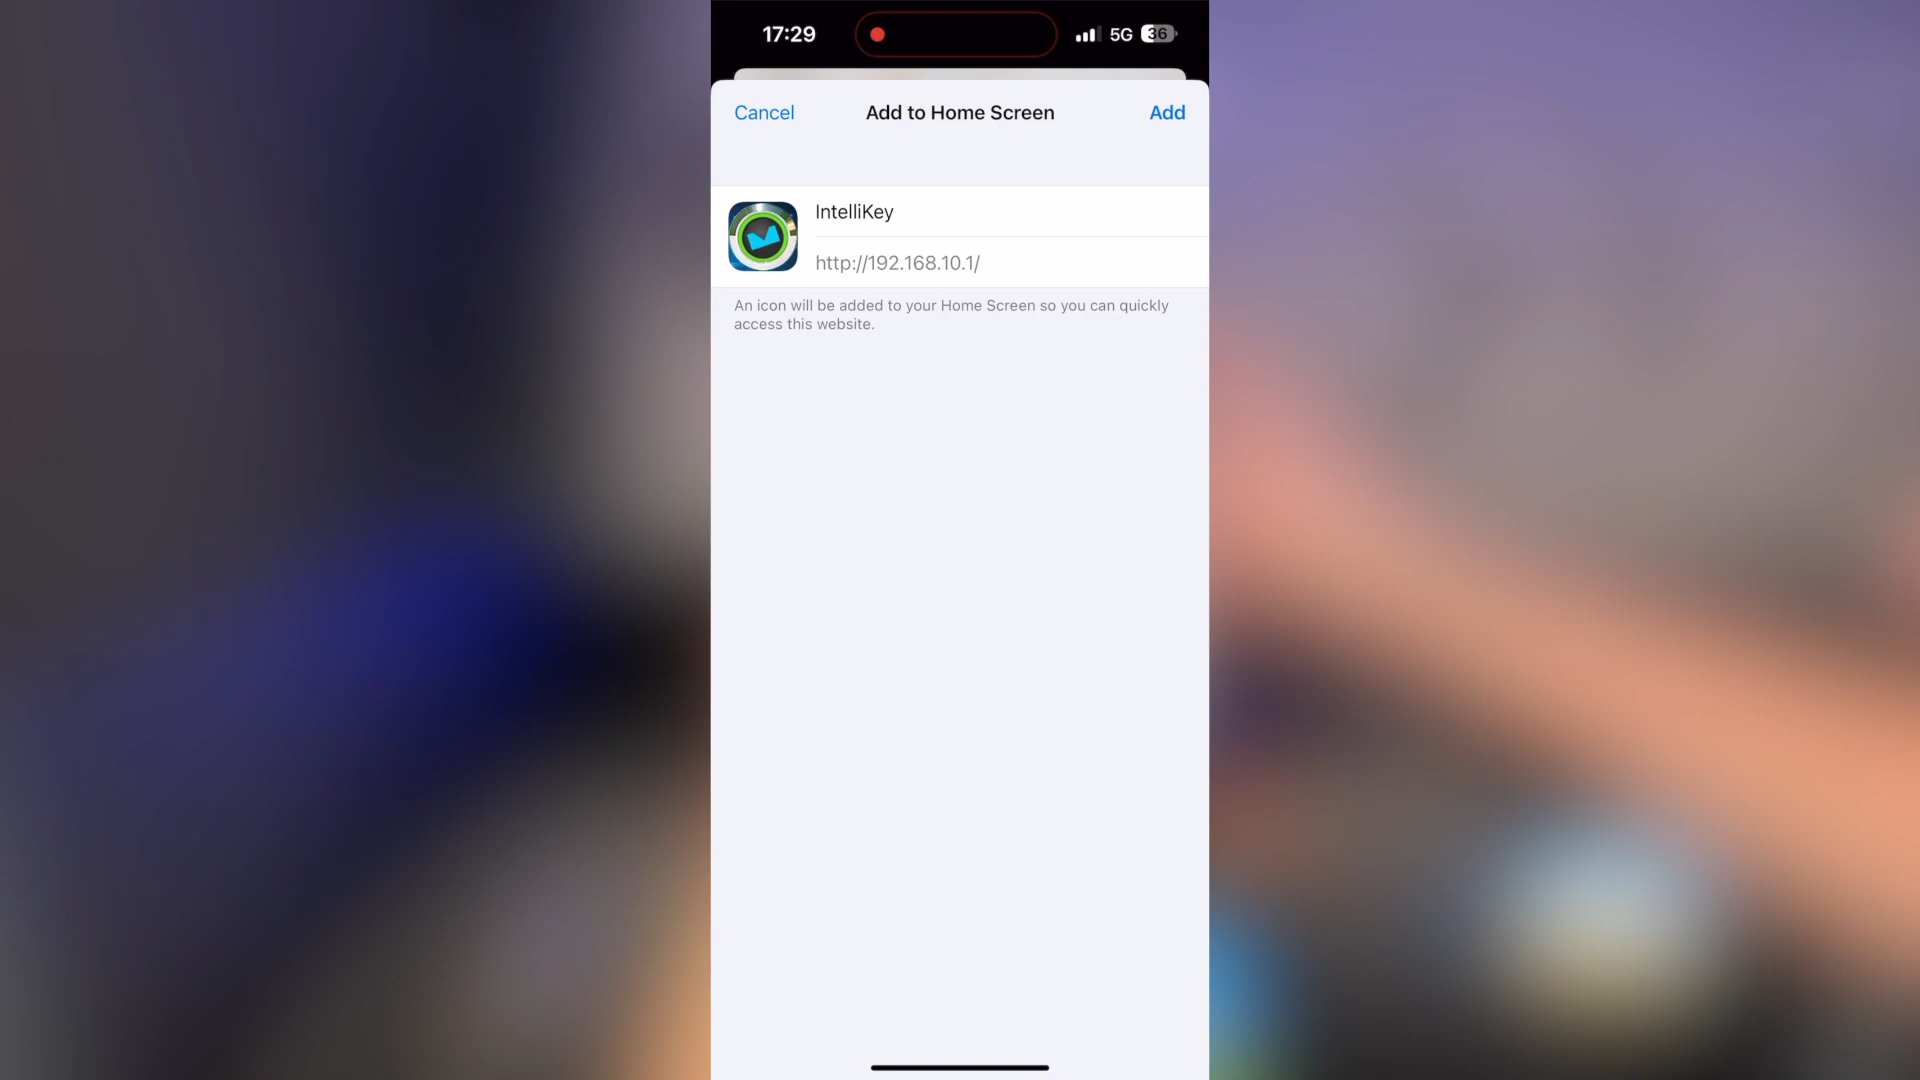 17:29
5G
36
Cancel
Add to Home Screen
Add
IntelliKey
http://192.168.10.1/
An icon will be added to your Home Screen so you can quickly
access this website.